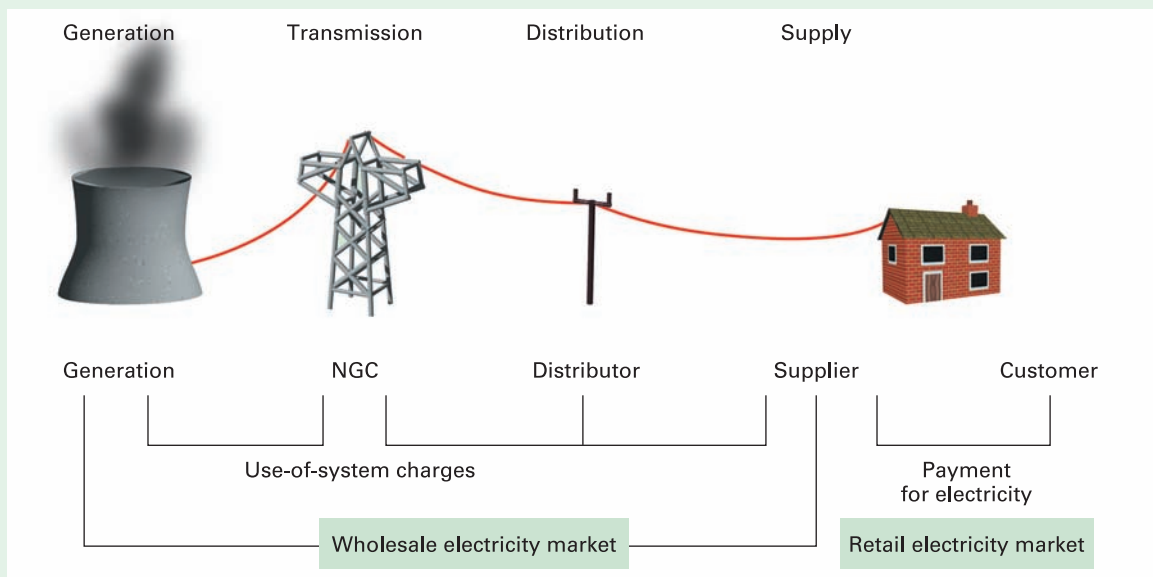 Generation Transmission Distribution Supply
Generation NGC Distributor Supplier Customer
Use-of-system charges
Payment
for electricity
Wholesale electricity market
Retail electricity market